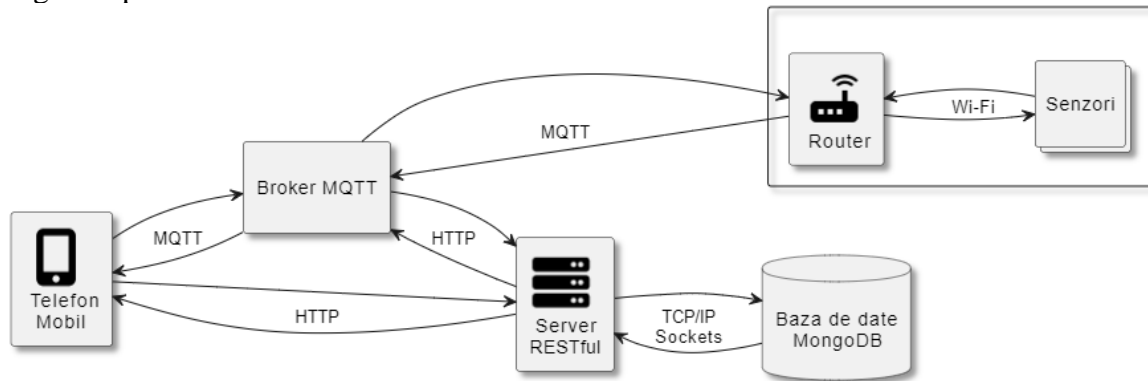 MQTT
Router
Wi-Fi
Senzori
Broker MQTT
MQTT
HTTP
Telefon
Mobil
HTTP
Server
RESTful
TCP/IP
Sockets
Baza de date
MongoDB